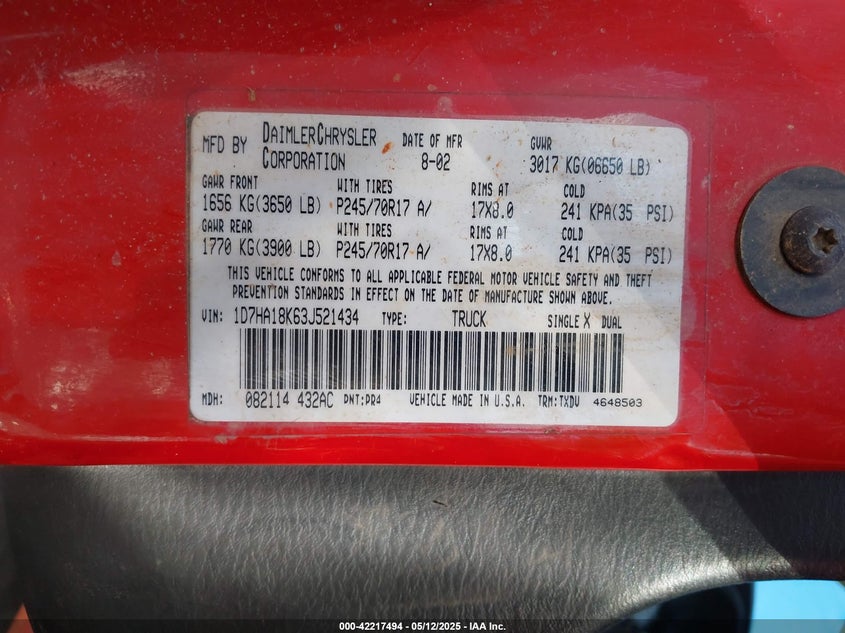 MFD BY DAIMLERCHRYSLER CORPORATION DATE OF MFR 8-02 GVWR 3017 KG(06650 LB)
GAWR FRONT WITH TIRES RIMS AT COLD
1656 KG(3650 LB) P245/70R17 A/ 17X8.0 241 KPA(35 PSI)
GAWR REAR WITH TIRES RIMS AT COLD
1770 KG(3900 LB) P245/70R17 A/ 17X8.0 241 KPA(35 PSI)
THIS VEHICLE CONFORMS TO ALL APPLICABLE FEDERAL MOTOR VEHICLE SAFETY AND THEFT
PREVENTION STANDARDS IN EFFECT ON THE DATE OF MANUFACTURE SHOWN ABOVE.
VIN: 1D7HA18K63J521434 TYPE: TRUCK SINGLE X DUAL
MDH: 082114 432AC PNT:PR4 VEHICLE MADE IN U.S.A. TRM:TXDV 4648503
000-42217494 - 05/12/2025 - IAA Inc.